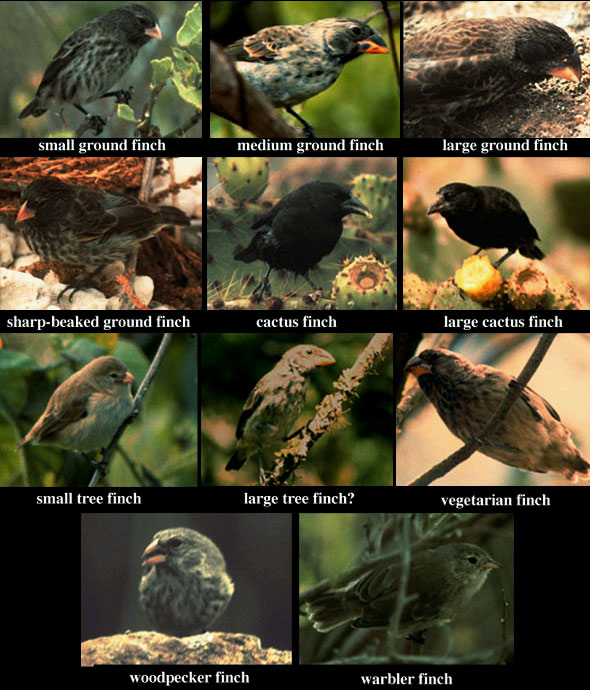 small ground finch
medium ground finch
large ground finch
sharp-beaked ground finch
cactus finch
large cactus finch
small tree finch
large tree finch?
vegetarian finch
woodpecker finch
warbler finch